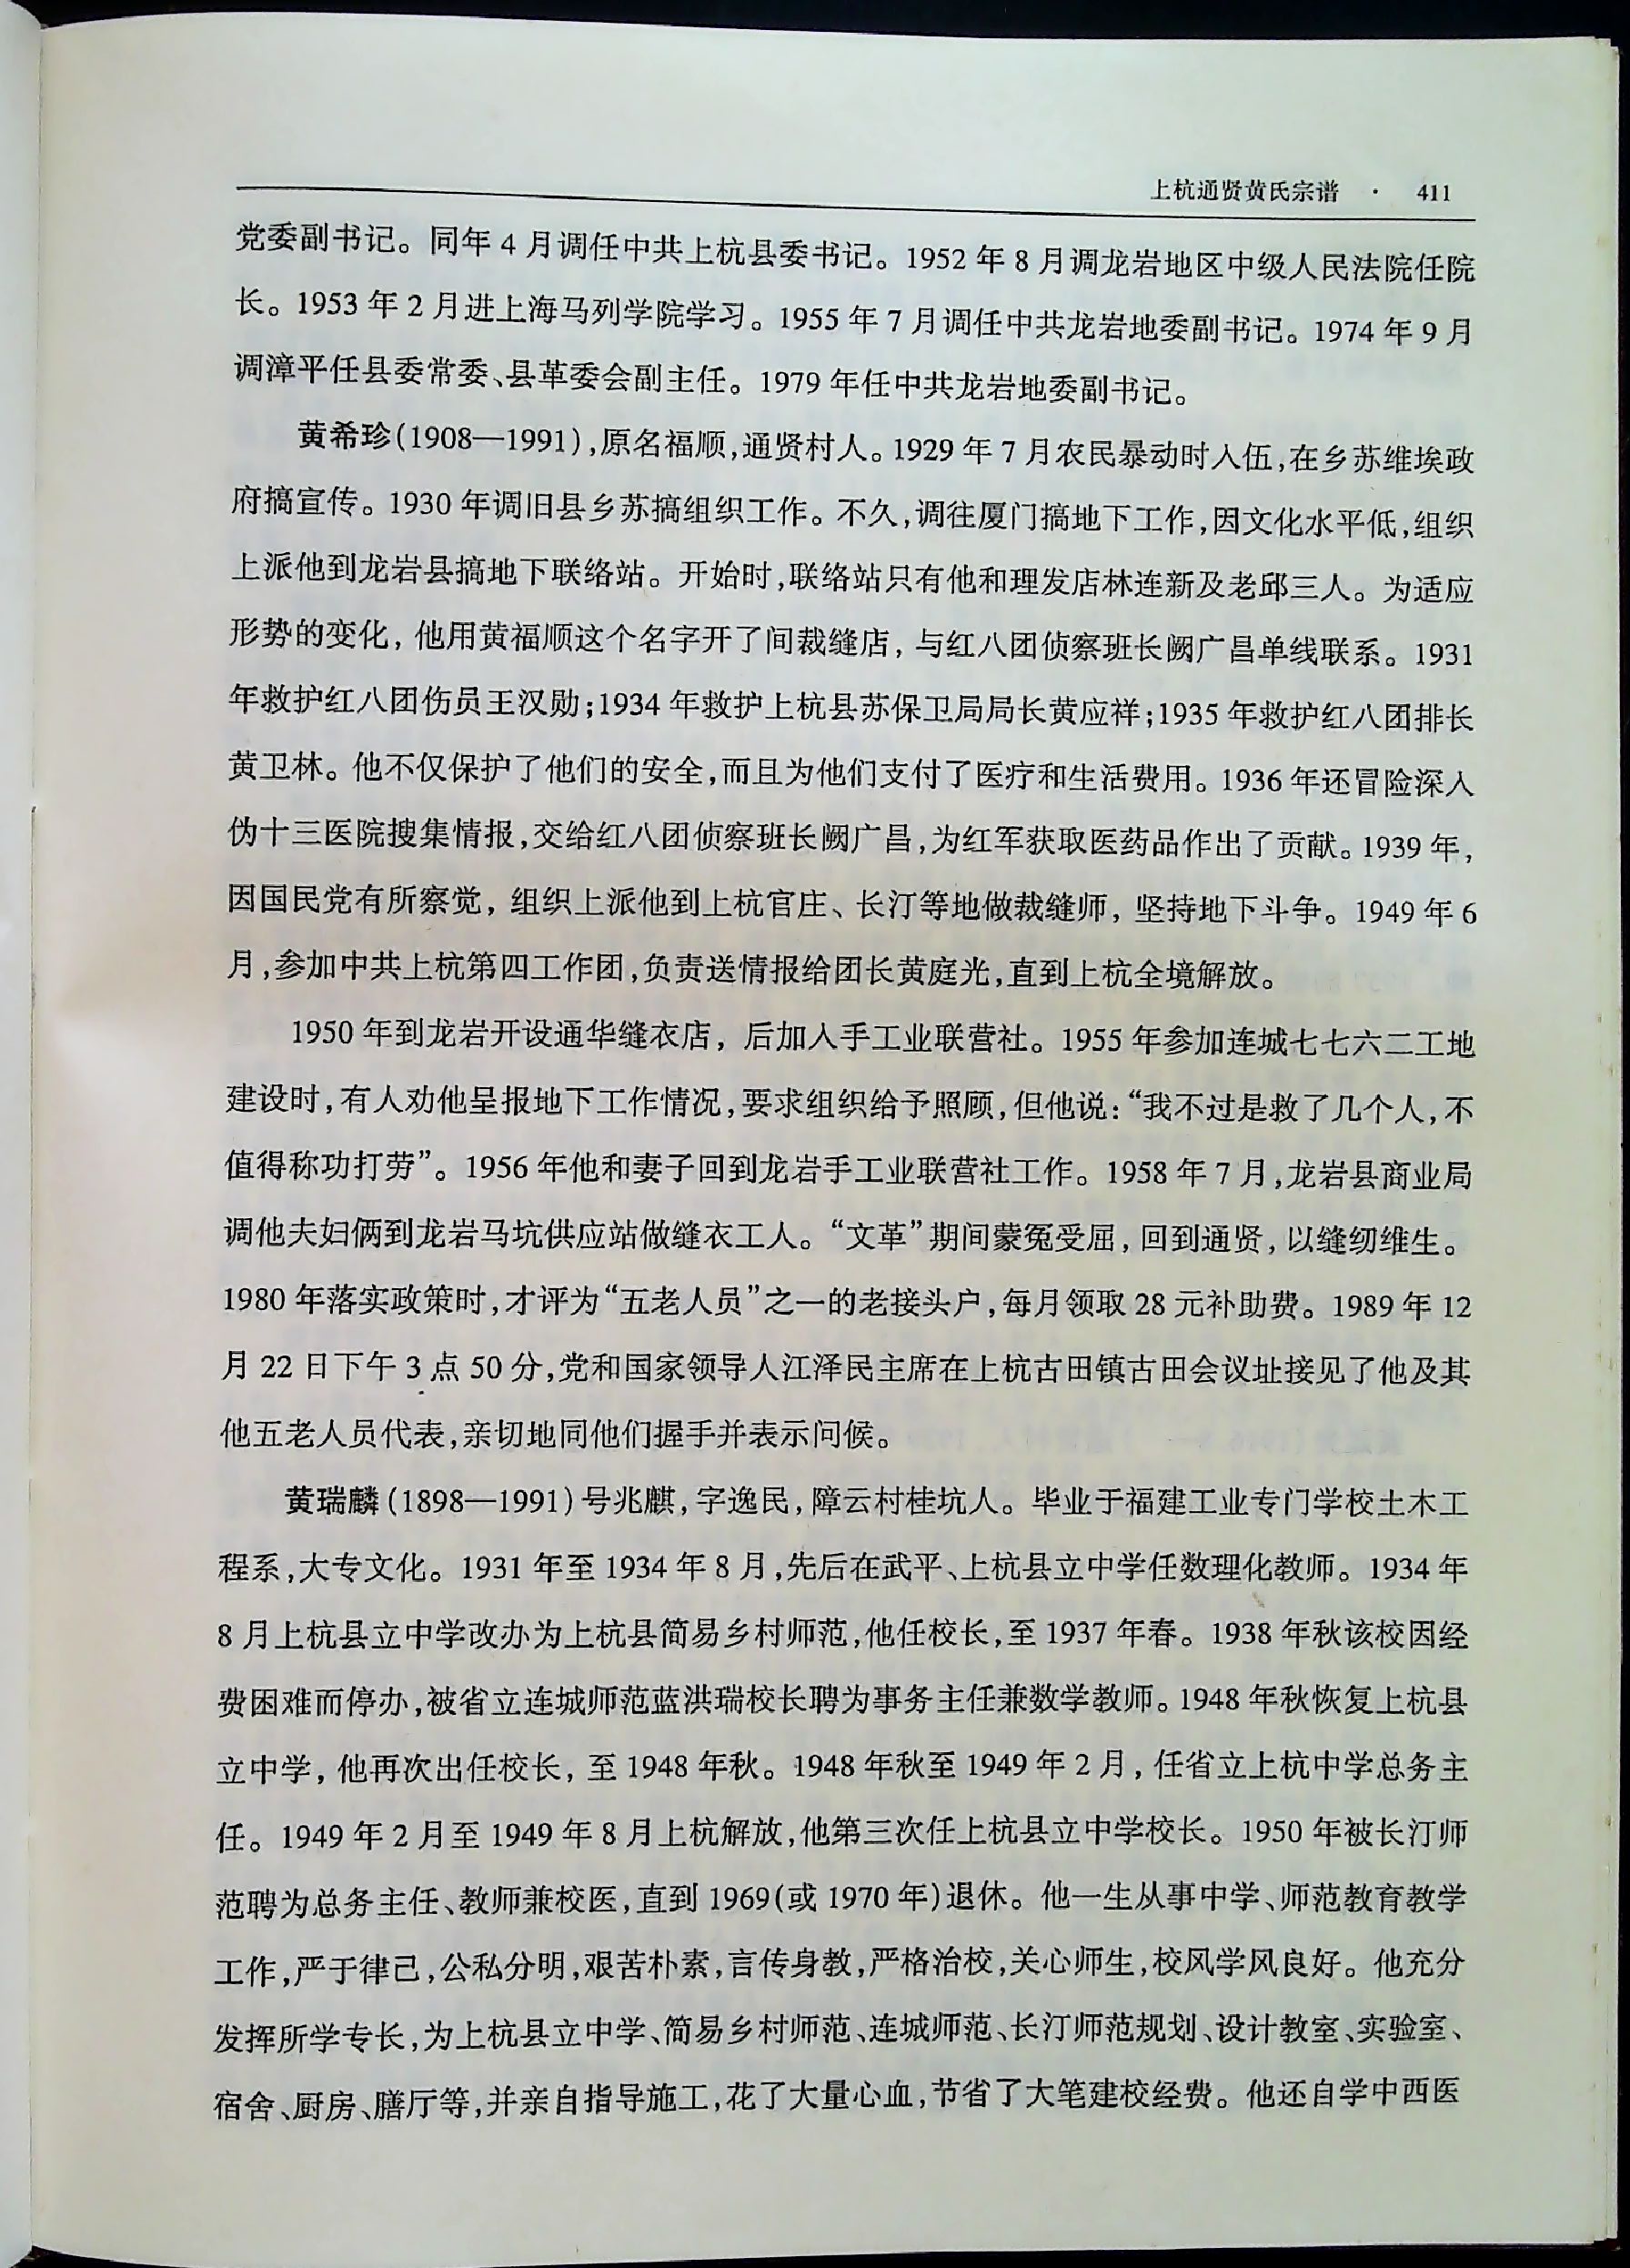 上杭通贤黄氏宗谱 · 411
党委副书记。同年 4 月调任中共上杭县委书记。1952 年 8 月调龙岩地区中级人民法院任院
长。1953 年 2 月进上海马列学院学习。1955 年 7 月调任中共龙岩地委副书记。1974 年 9 月
调漳平任县委常委、县革委会副主任。1979 年任中共龙岩地委副书记。
黄希珍(1908—1991),原名福顺,通贤村人。1929 年 7 月农民暴动时入伍,在乡苏维埃政
府搞宣传。1930 年调旧县乡苏搞组织工作。不久,调往厦门搞地下工作,因文化水平低,组织
上派他到龙岩县搞地下联络站。开始时,联络站只有他和理发店林连新及老邱三人。为适应
形势的变化,他用黄福顺这个名字开了间裁缝店,与红八团侦察班长阙广昌单线联系。1931
年救护红八团伤员王汉勋;1934 年救护上杭县苏保卫局局长黄应祥;1935 年救护红八团排长
黄卫林。他不仅保护了他们的安全,而且为他们支付了医疗和生活费用。1936 年还冒险深入
伪十三医院搜集情报,交给红八团侦察班长阙广昌,为红军获取医药品作出了贡献。1939 年,
因国民党有所察觉,组织上派他到上杭官庄、长汀等地做裁缝师,坚持地下斗争。1949 年 6
月,参加中共上杭第四工作团,负责送情报给团长黄庭光,直到上杭全境解放。
1950 年到龙岩开设通华缝衣店,后加入手工业联营社。1955 年参加连城七七六二工地
建设时,有人劝他呈报地下工作情况,要求组织给予照顾,但他说:“我不过是救了几个人,不
值得称功打劳”。1956 年他和妻子回到龙岩手工业联营社工作。1958 年 7 月,龙岩县商业局
调他夫妇俩到龙岩马坑供应站做缝衣工人。“文革”期间蒙冤受屈,回到通贤,以缝纫维生。
1980 年落实政策时,才评为“五老人员”之一的老接头户,每月领取 28 元补助费。1989 年 12
月 22 日下午 3 点 50 分,党和国家领导人江泽民主席在上杭古田镇古田会议址接见了他及其
他五老人员代表,亲切地同他们握手并表示问候。
黄瑞麟(1898—1991)号兆麒,字逸民,障云村桂坑人。毕业于福建工业专门学校土木工
程系,大专文化。1931 年至 1934 年 8 月,先后在武平、上杭县立中学任数理化教师。1934 年
8 月上杭县立中学改办为上杭县简易乡村师范,他任校长,至 1937 年春。1938 年秋该校因经
费困难而停办,被省立连城师范蓝洪瑞校长聘为事务主任兼数学教师。1948 年秋恢复上杭县
立中学,他再次出任校长,至 1948 年秋。1948 年秋至 1949 年 2 月,任省立上杭中学总务主
任。1949 年 2 月至 1949 年 8 月上杭解放,他第三次任上杭县立中学校长。1950 年被长汀师
范聘为总务主任、教师兼校医,直到 1969(或 1970 年)退休。他一生从事中学、师范教育教学
工作,严于律己,公私分明,艰苦朴素,言传身教,严格治校,关心师生,校风学风良好。他充分
发挥所学专长,为上杭县立中学、简易乡村师范、连城师范、长汀师范规划、设计教室、实验室、
宿舍、厨房、膳厅等,并亲自指导施工,花了大量心血,节省了大笔建校经费。他还自学中西医